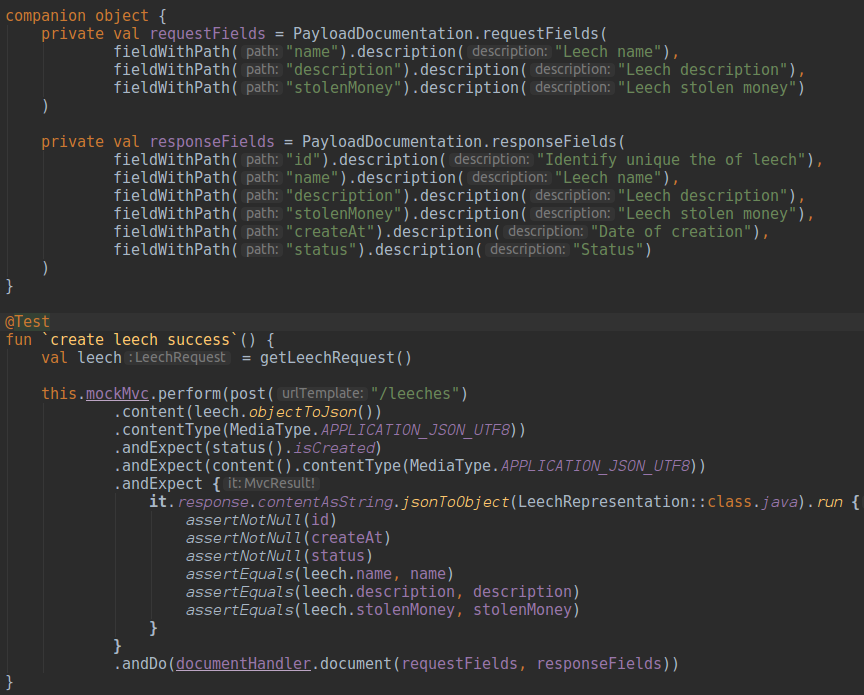 companion object {
    private val requestFields = PayloadDocumentation.requestFields(
            fieldWithPath( path: "name").description( description: "Leech name"),
            fieldWithPath( path: "description").description( description: "Leech description"),
            fieldWithPath( path: "stolenMoney").description( description: "Leech stolen money")
    )

    private val responseFields = PayloadDocumentation.responseFields(
            fieldWithPath( path: "id").description( description: "Identify unique the of leech"),
            fieldWithPath( path: "name").description( description: "Leech name"),
            fieldWithPath( path: "description").description( description: "Leech description"),
            fieldWithPath( path: "stolenMoney").description( description: "Leech stolen money"),
            fieldWithPath( path: "createAt").description( description: "Date of creation"),
            fieldWithPath( path: "status").description( description: "Status")
    )
}

@Test
fun `create leech success`() {
    val leech : LeechRequest = getLeechRequest()

    this.mockMvc.perform(post( urlTemplate: "/leeches")
            .content(leech.objectToJson())
            .contentType(MediaType.APPLICATION_JSON_UTF8))
            .andExpect(status().isCreated)
            .andExpect(content().contentType(MediaType.APPLICATION_JSON_UTF8))
            .andExpect { it: MvcResult!
                it.response.contentAsString.jsonToObject(LeechRepresentation::class.java).run {
                    assertNotNull(id)
                    assertNotNull(createAt)
                    assertNotNull(status)
                    assertEquals(leech.name, name)
                    assertEquals(leech.description, description)
                    assertEquals(leech.stolenMoney, stolenMoney)
                }
            }
            .andDo(documentHandler.document(requestFields, responseFields))
}